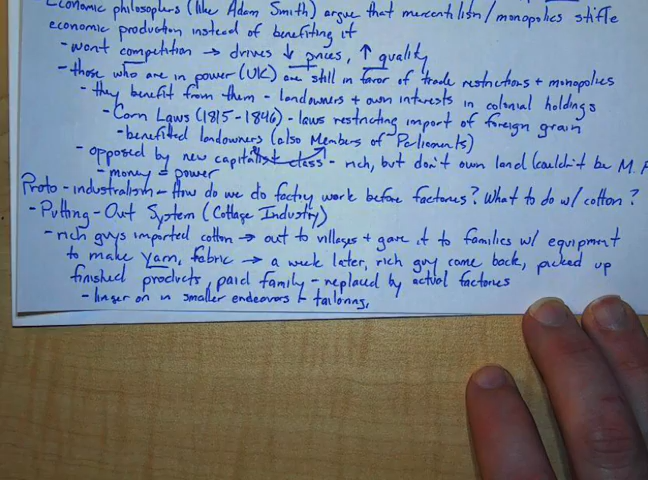 Economic philosophers (like Adam Smith) argue that mercantilism/monopolies stifle
economic production instead of benefiting it
- want competition → drives ↓ prices, ↑ quality
- those who are in power (UK) are still in favor of trade restrictions + monopolies
- they benefit from them - landowners + own interests in colonial holdings
- Corn Laws (1815-1846) - laws restricting import of foreign grain
- benefitted landowners (also Members of Parliaments)
- opposed by new capitalist class - rich, but don't own land (couldn't be M.P
- money = power
Proto-industrialism - How do we do factory work before factories? What to do w/ cotton?
- Putting-Out System (Cottage Industry)
- rich guys imported cotton → out to villages + gave it to families w/ equipment
to make yarn, fabric → a week later, rich guy come back, picked up
finished products, paid family - replaced by actual factories
- linger on in smaller endeavors - tailoring,